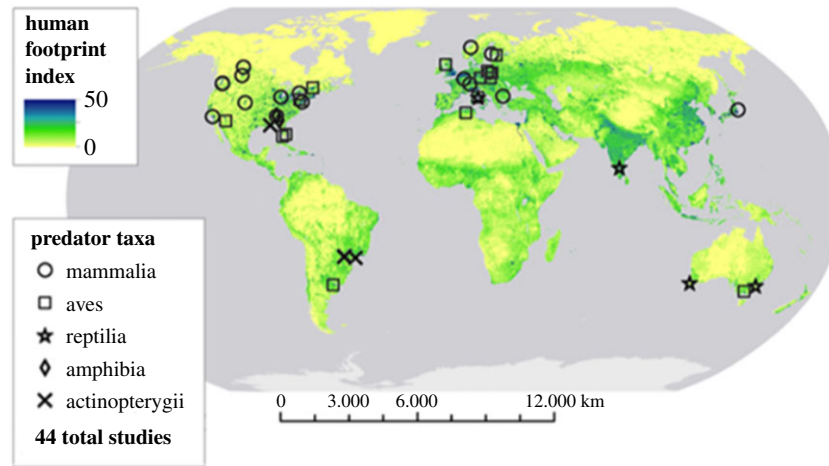 human
footprint
index
50
0
predator taxa
mammalia
aves
reptilia
amphibia
actinopterygii
44 total studies
0 3.000 6.000 12.000 km